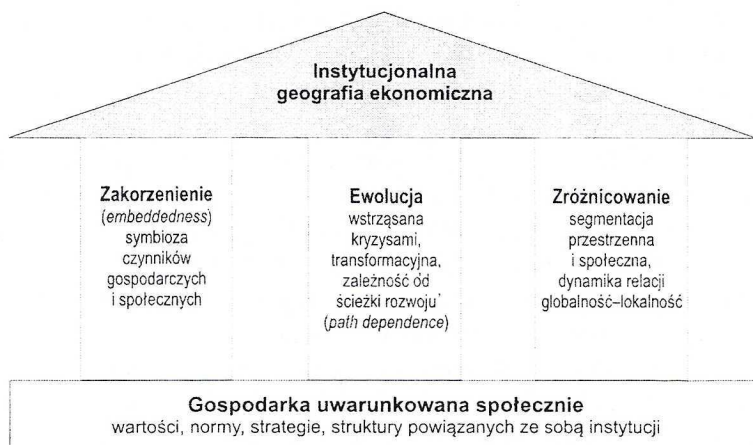 Instytucjonalna
geografia ekonomiczna
Zakorzenienie
(embeddedness)
symbioza
czynników
gospodarczych
i społecznych
Ewolucja
wstrząsana
kryzysami,
transformacyjna,
zależność od
ścieżki rozwoju
(path dependence)
Zróżnicowanie
segmentacja
przestrzenna
i społeczna,
dynamika relacji
globalność–lokalność
Gospodarka uwarunkowana społecznie
wartości, normy, strategie, struktury powiązanych ze sobą instytucji